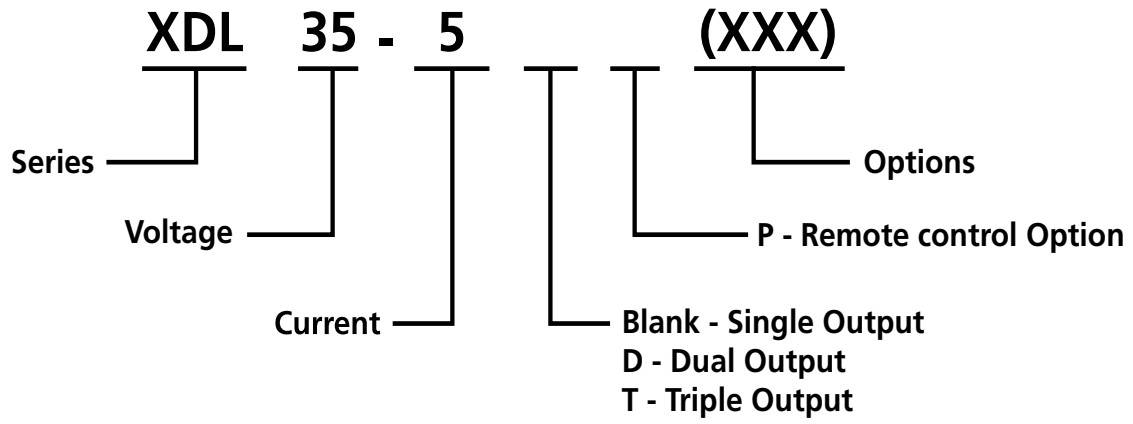 XDL 35 - 5 (XXX)
Series
Options
Voltage
P - Remote control Option
Current
Blank - Single Output
D - Dual Output
T - Triple Output